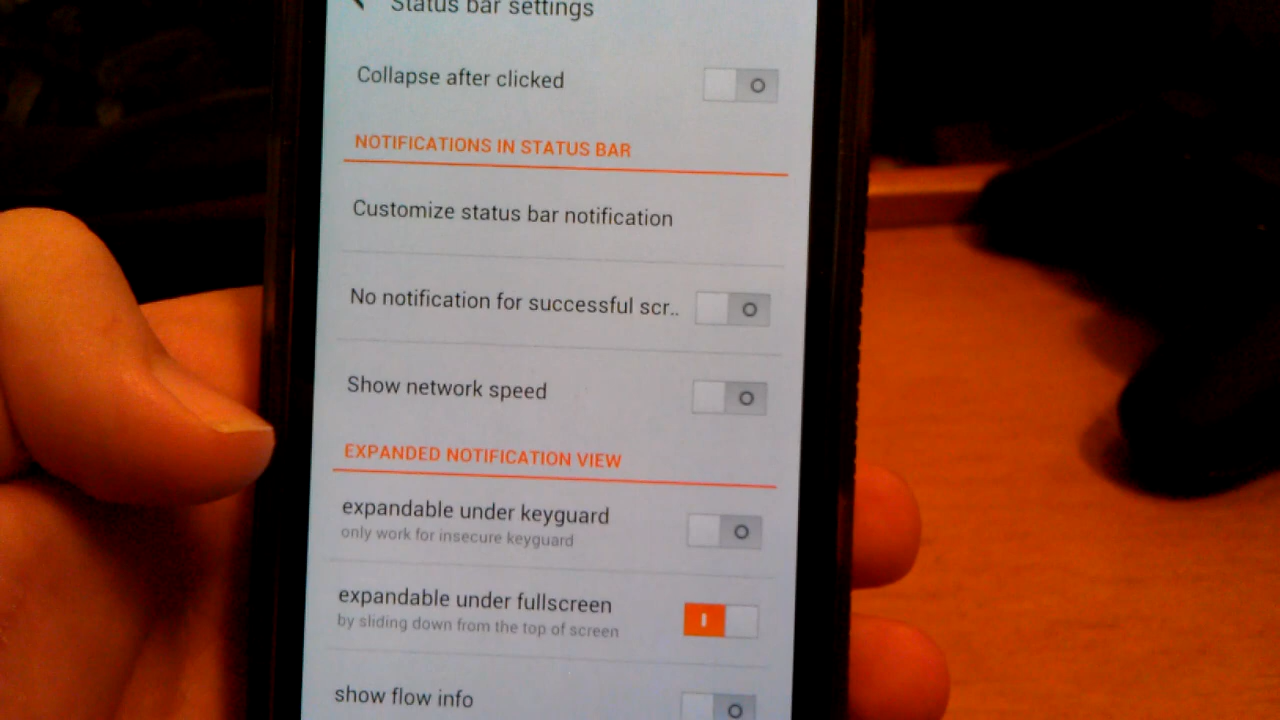 Status bar settings
Collapse after clicked
NOTIFICATIONS IN STATUS BAR
Customize status bar notification
No notification for successful scr..
Show network speed
EXPANDED NOTIFICATION VIEW
expandable under keyguard
only work for insecure keyguard
expandable under fullscreen
by sliding down from the top of screen
show flow info